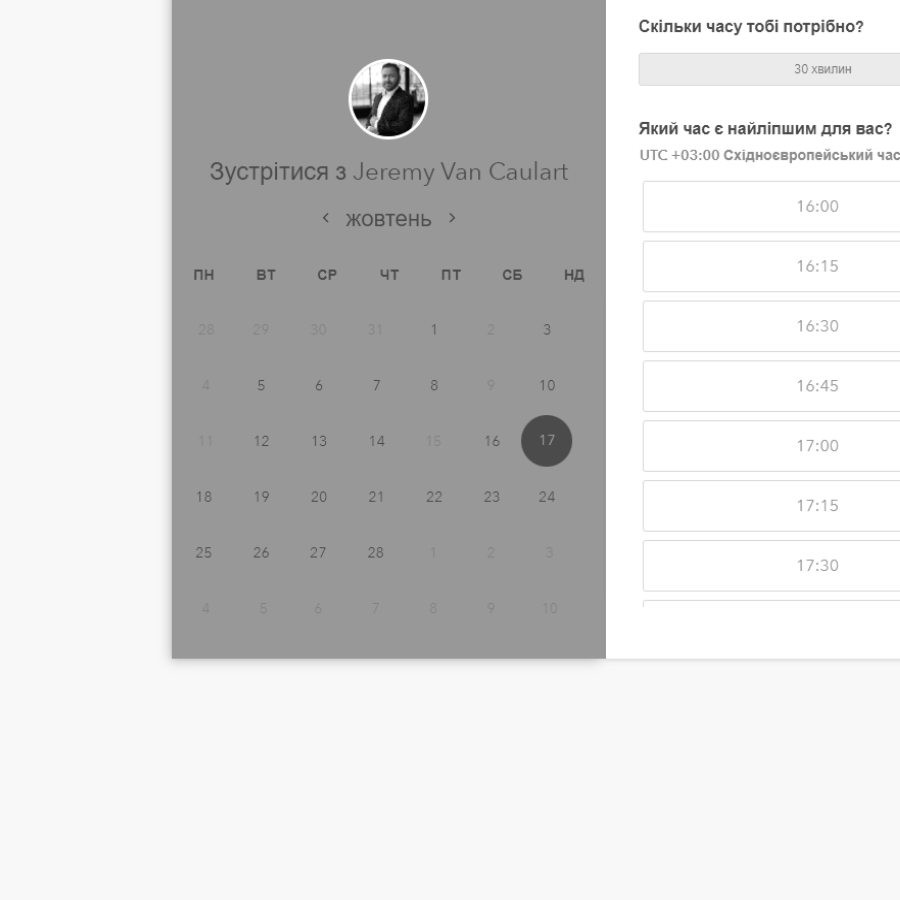 Зустрітися з Jeremy Van Caulart
жовтень
ПН ВТ СР ЧТ ПТ СБ НД
28 29 30 31 1 2 3
4 5 6 7 8 9 10
11 12 13 14 15 16 17
18 19 20 21 22 23 24
25 26 27 28 1 2 3
4 5 6 7 8 9 10
Скільки часу тобі потрібно?
30 хвилин
Який час є найліпшим для вас?
UTC +03:00 Східноєвропейський час
16:00
16:15
16:30
16:45
17:00
17:15
17:30